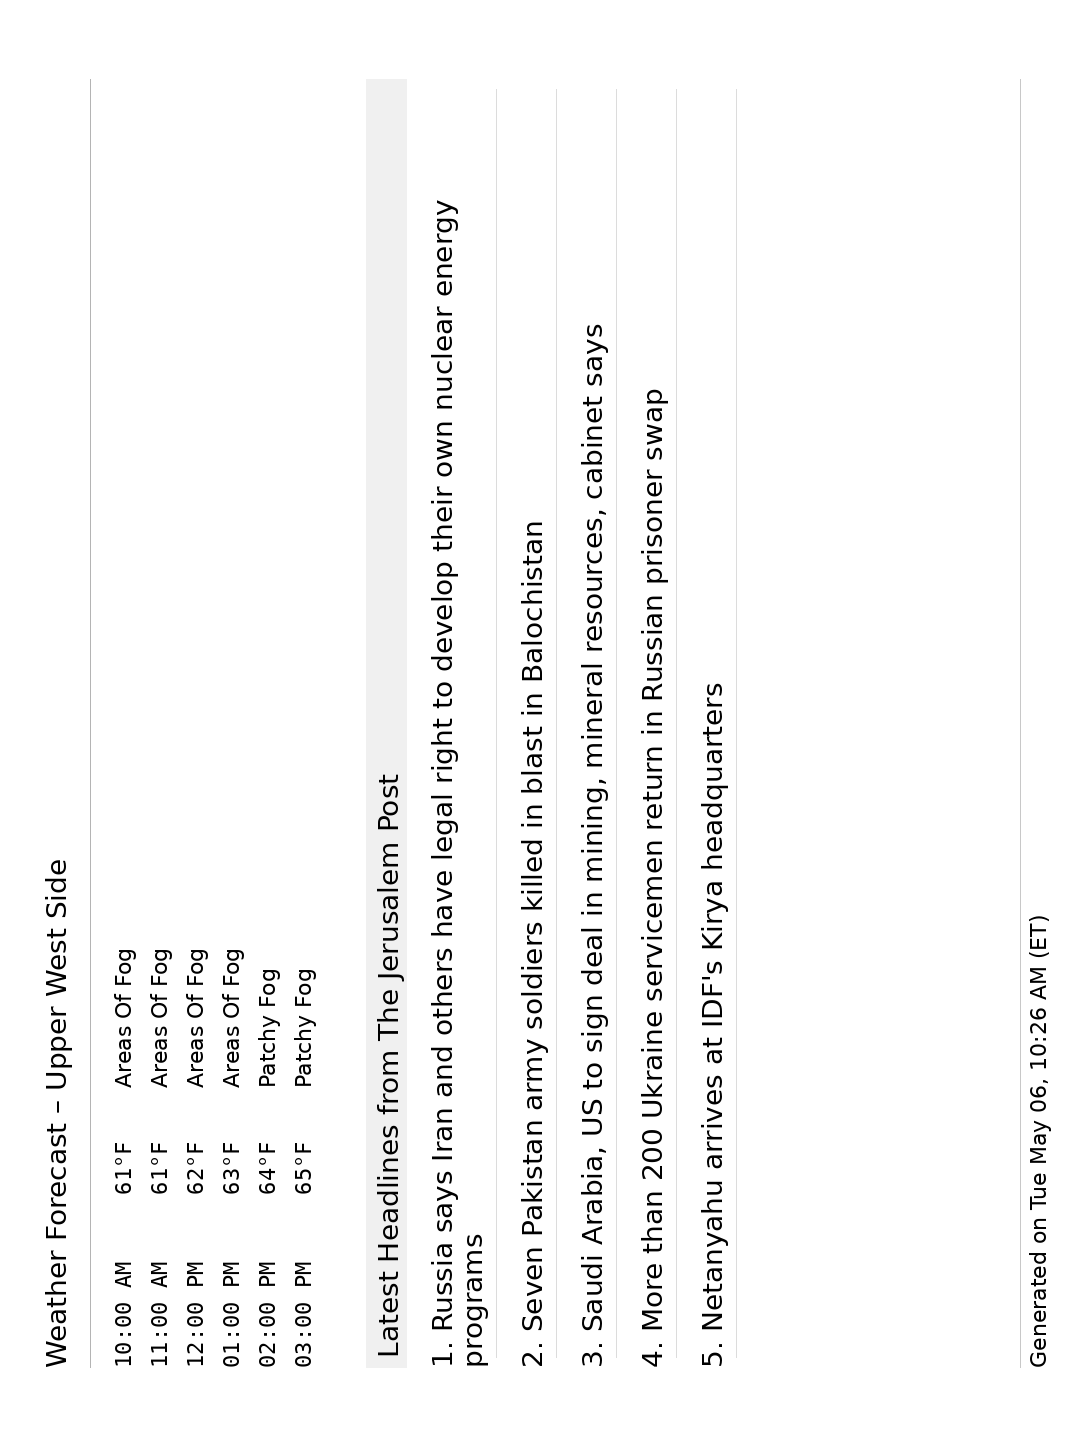 Weather Forecast – Upper West Side
10:00 AM 61°F Areas Of Fog
11:00 AM 61°F Areas Of Fog
12:00 PM 62°F Areas Of Fog
01:00 PM 63°F Areas Of Fog
02:00 PM 64°F Patchy Fog
03:00 PM 65°F Patchy Fog
Latest Headlines from The Jerusalem Post
1. Russia says Iran and others have legal right to develop their own nuclear energy
programs
2. Seven Pakistan army soldiers killed in blast in Balochistan
3. Saudi Arabia, US to sign deal in mining, mineral resources, cabinet says
4. More than 200 Ukraine servicemen return in Russian prisoner swap
5. Netanyahu arrives at IDF's Kirya headquarters
Generated on Tue May 06, 10:26 AM (ET)